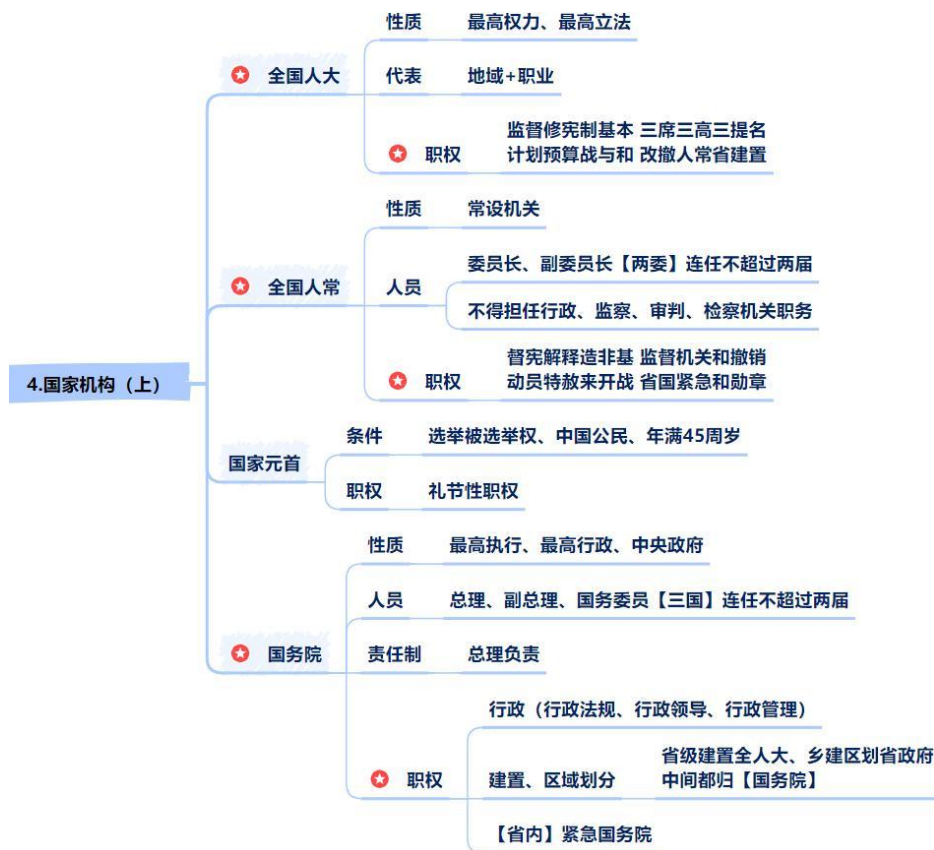 4.国家机构（上）
全国人大
性质
最高权力、最高立法
代表
地域+职业
职权
监督修宪制基本 三席三高三提名
计划预算战与和 改撤人常省建置
全国人常
性质
常设机关
人员
委员长、副委员长【两委】连任不超过两届
不得担任行政、监察、审判、检察机关职务
职权
督宪解释造非基 监督机关和撤销
动员特赦来开战 省国紧急和勋章
国家元首
条件
选举被选举权、中国公民、年满45周岁
职权
礼节性职权
国务院
性质
最高执行、最高行政、中央政府
人员
总理、副总理、国务委员【三国】连任不超过两届
责任制
总理负责
职权
行政（行政法规、行政领导、行政管理）
建置、区域划分
省级建置全人大、乡建区划省政府
中间都归【国务院】
【省内】紧急国务院